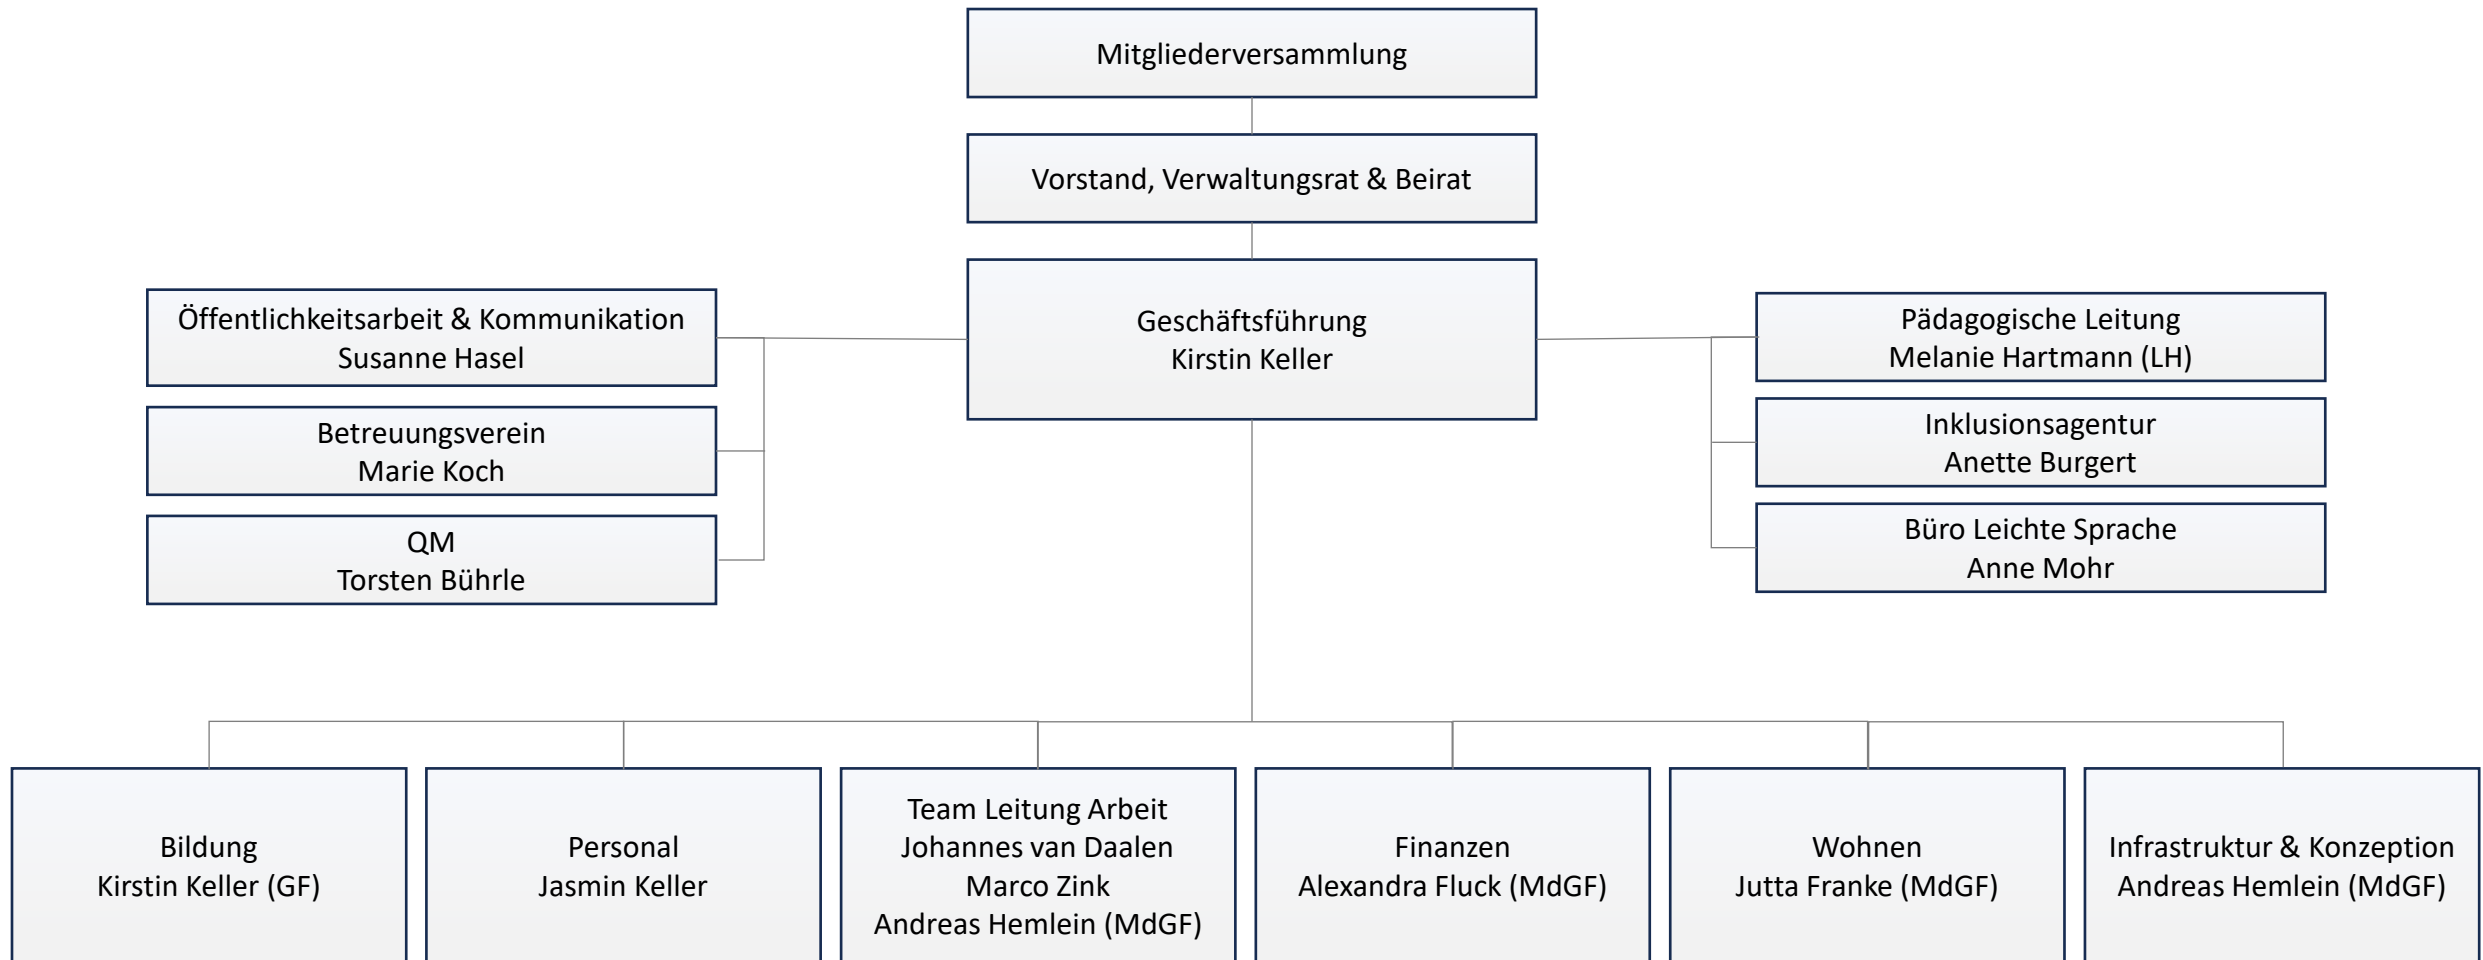 Mitgliederversammlung
Vorstand, Verwaltungsrat & Beirat
Geschäftsführung
Kirstin Keller
Öffentlichkeitsarbeit & Kommunikation
Susanne Hasel
Betreuungsverein
Marie Koch
QM
Torsten Bührle
Pädagogische Leitung
Melanie Hartmann (LH)
Inklusionsagentur
Anette Burgert
Büro Leichte Sprache
Anne Mohr
Bildung
Kirstin Keller (GF)
Personal
Jasmin Keller
Team Leitung Arbeit
Johannes van Daalen
Marco Zink
Andreas Hemlein (MdGF)
Finanzen
Alexandra Fluck (MdGF)
Wohnen
Jutta Franke (MdGF)
Infrastruktur & Konzeption
Andreas Hemlein (MdGF)